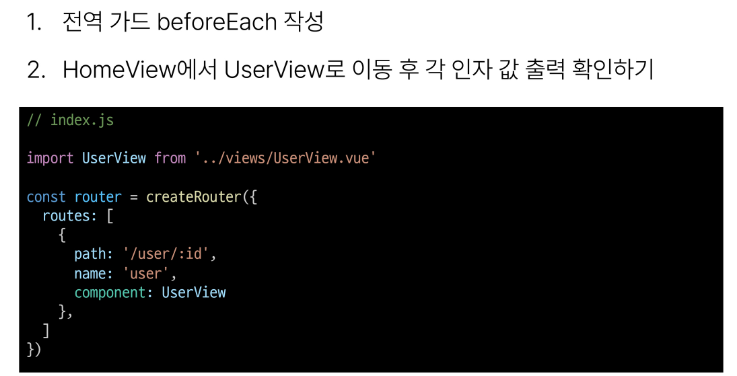 1. 전역 가드 beforeEach 작성
2. HomeView에서 UserView로 이동 후 각 인자 값 출력 확인하기
// index.js
import UserView from '../views/UserView.vue'
const router = createRouter({
  routes: [
    {
      path: '/user/:id',
      name: 'user',
      component: UserView
    },
  ]
})